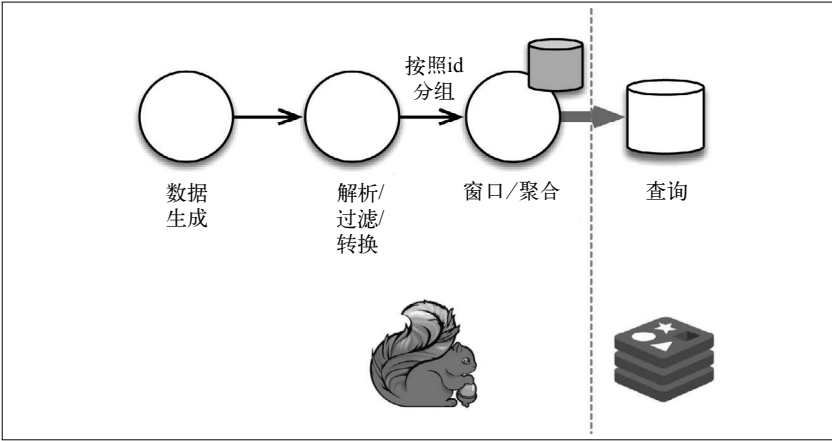 按照id
分组
数据
生成
解析/
过滤/
转换
窗口/聚合
查询